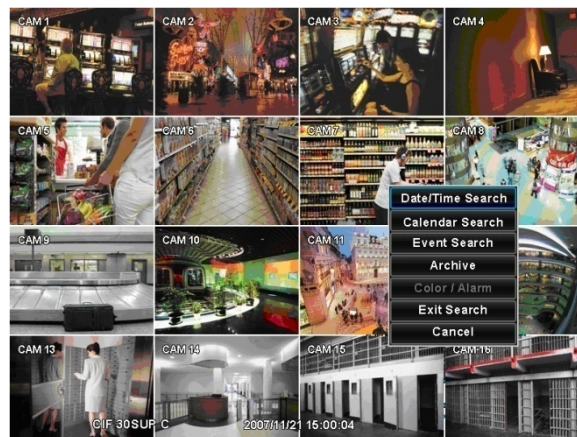 CAM 1
CAM 2
CAM 3
CAM 4
CAM 5
CAM 6
CAM 7
CAM 8
Date/Time Search
Calendar Search
Event Search
Archive
Color / Alarm
Exit Search
Cancel
CAM 9
CAM 10
CAM 11
CAM 13
CAM 14
CAM 15
CAM 16
CIF 30SUP C
2007/11/21 15:00:04